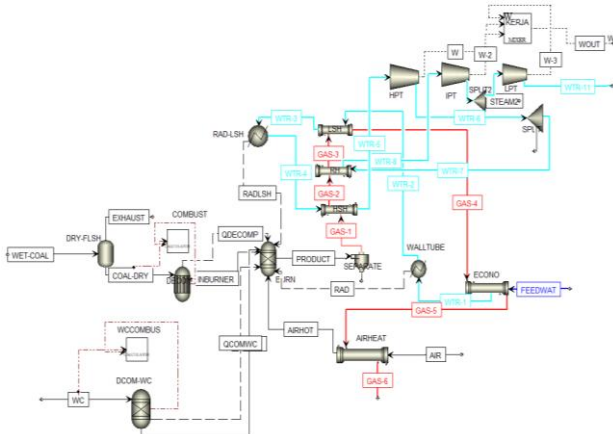 KERJA
MIXER
WOUT
W
W-2
W-3
HPT
IPT
SPLIT2
LPT
STEAM2
WTR-11
WTR-6
SPLIT
WTR-3
RAD-LSH
LSH
GAS-3
WTR-5
WTR-8
WTR-7
WTR-4
GAS-2
WTR-2
RADLSH
HSH
GAS-1
GAS-4
EXHAUST
COMBUST
QDECOMP
DRY-FLSH
WET-COAL
COAL-DRY
INBURNER
PRODUCT
SEPARATE
WALLTUBE
RAD
ECONO
FEEDWAT
WTR-1
GAS-5
WCCOMBUS
QCOMWC
AIRHOT
AIRHEAT
AIR
WC
DCOM-WC
GAS-6